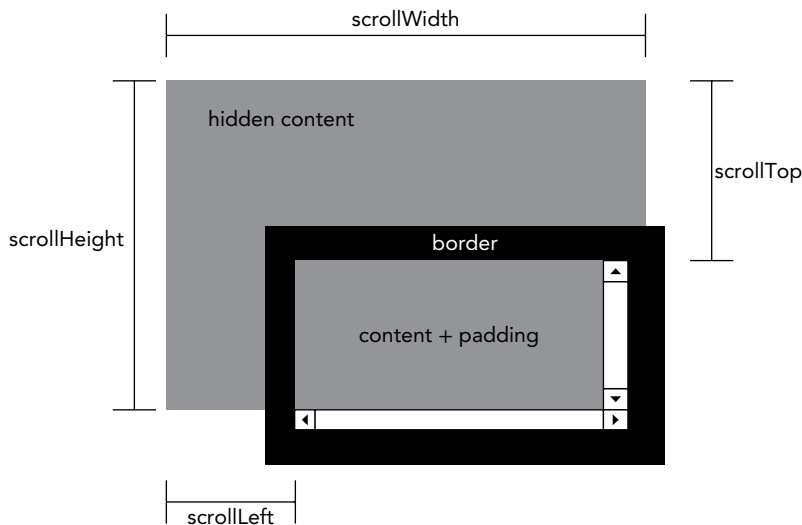 scrollWidth
hidden content
scrollTop
scrollHeight
border
content + padding
scrollLeft